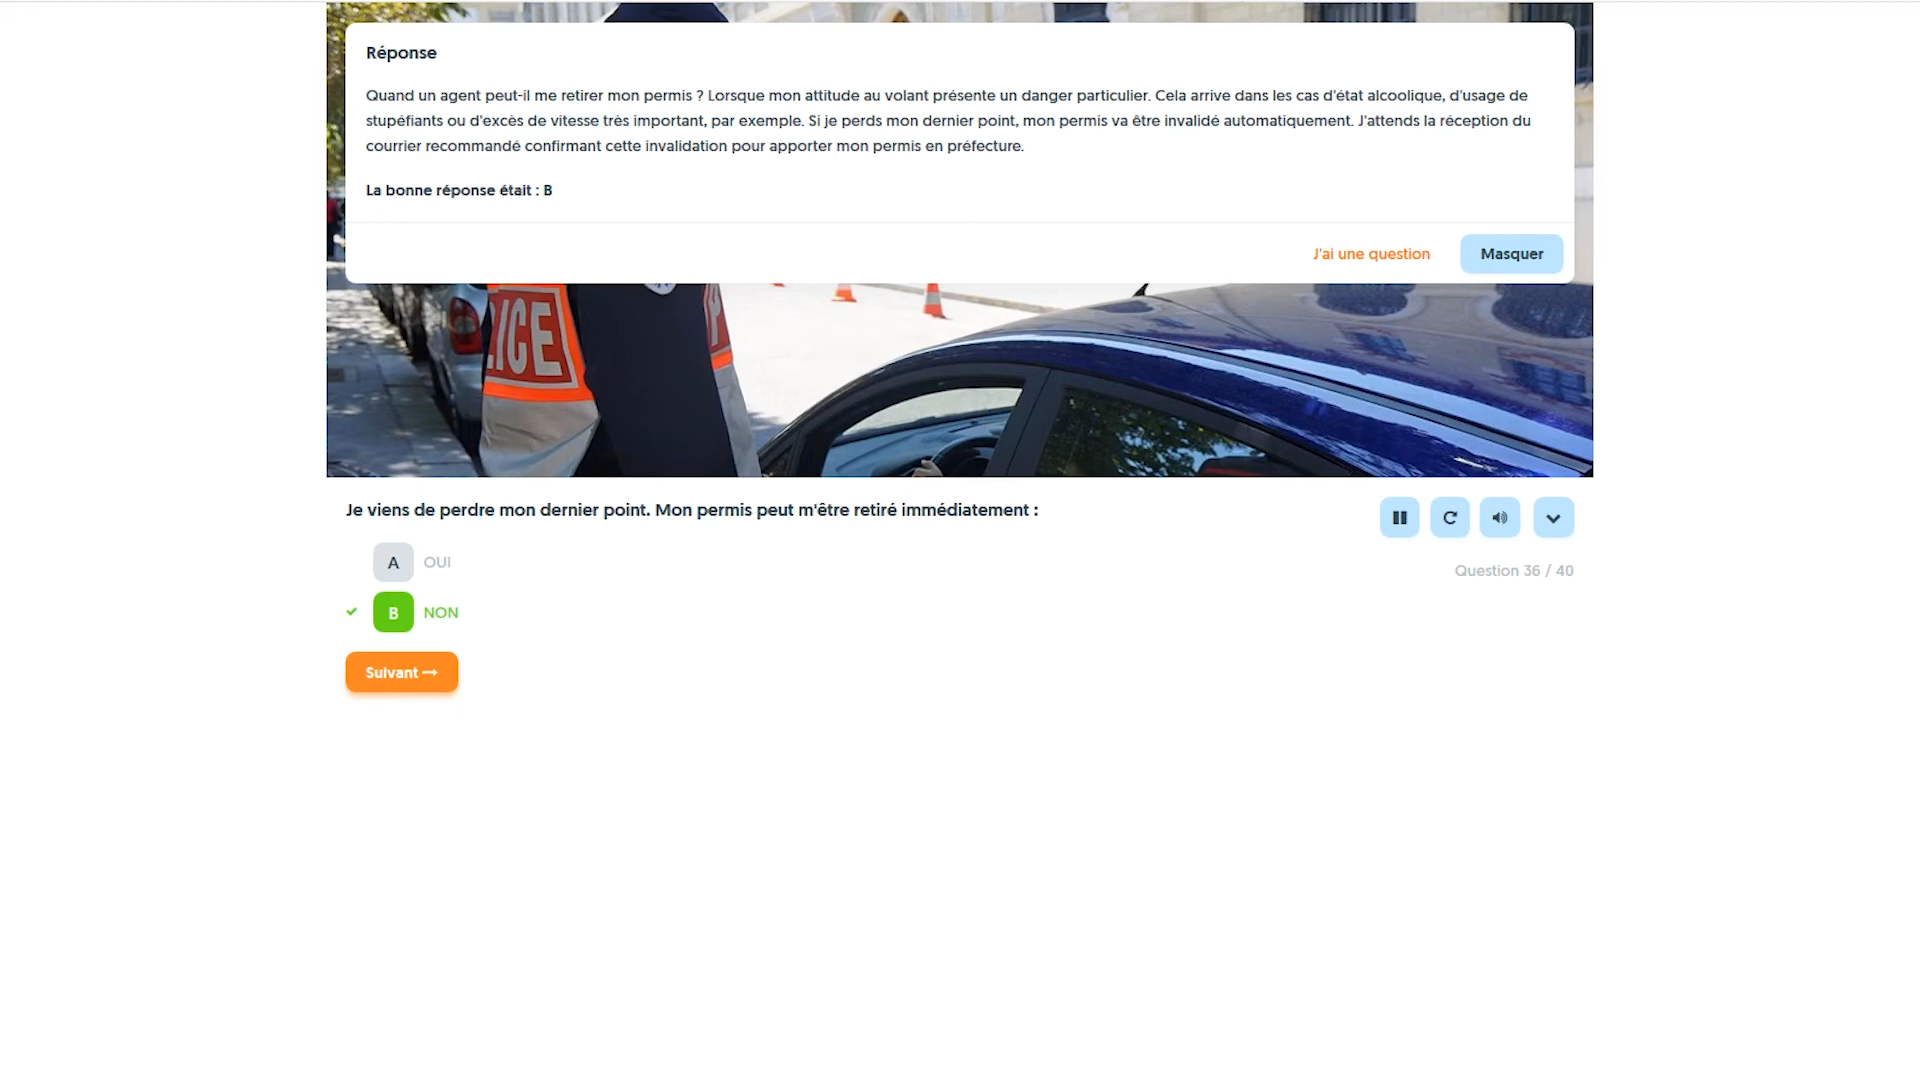 Réponse
Quand un agent peut-il me retirer mon permis ? Lorsque mon attitude au volant présente un danger particulier. Cela arrive dans les cas d'état alcoolique, d'usage de
stupéfiants ou d'excès de vitesse très important, par exemple. Si je perds mon dernier point, mon permis va être invalidé automatiquement. J'attends la réception du
courrier recommandé confirmant cette invalidation pour apporter mon permis en préfecture.
La bonne réponse était : B
J'ai une question
Masquer
LICE
P
Je viens de perdre mon dernier point. Mon permis peut m'être retiré immédiatement :
A OUI
Question 36 / 40
B NON
Suivant →